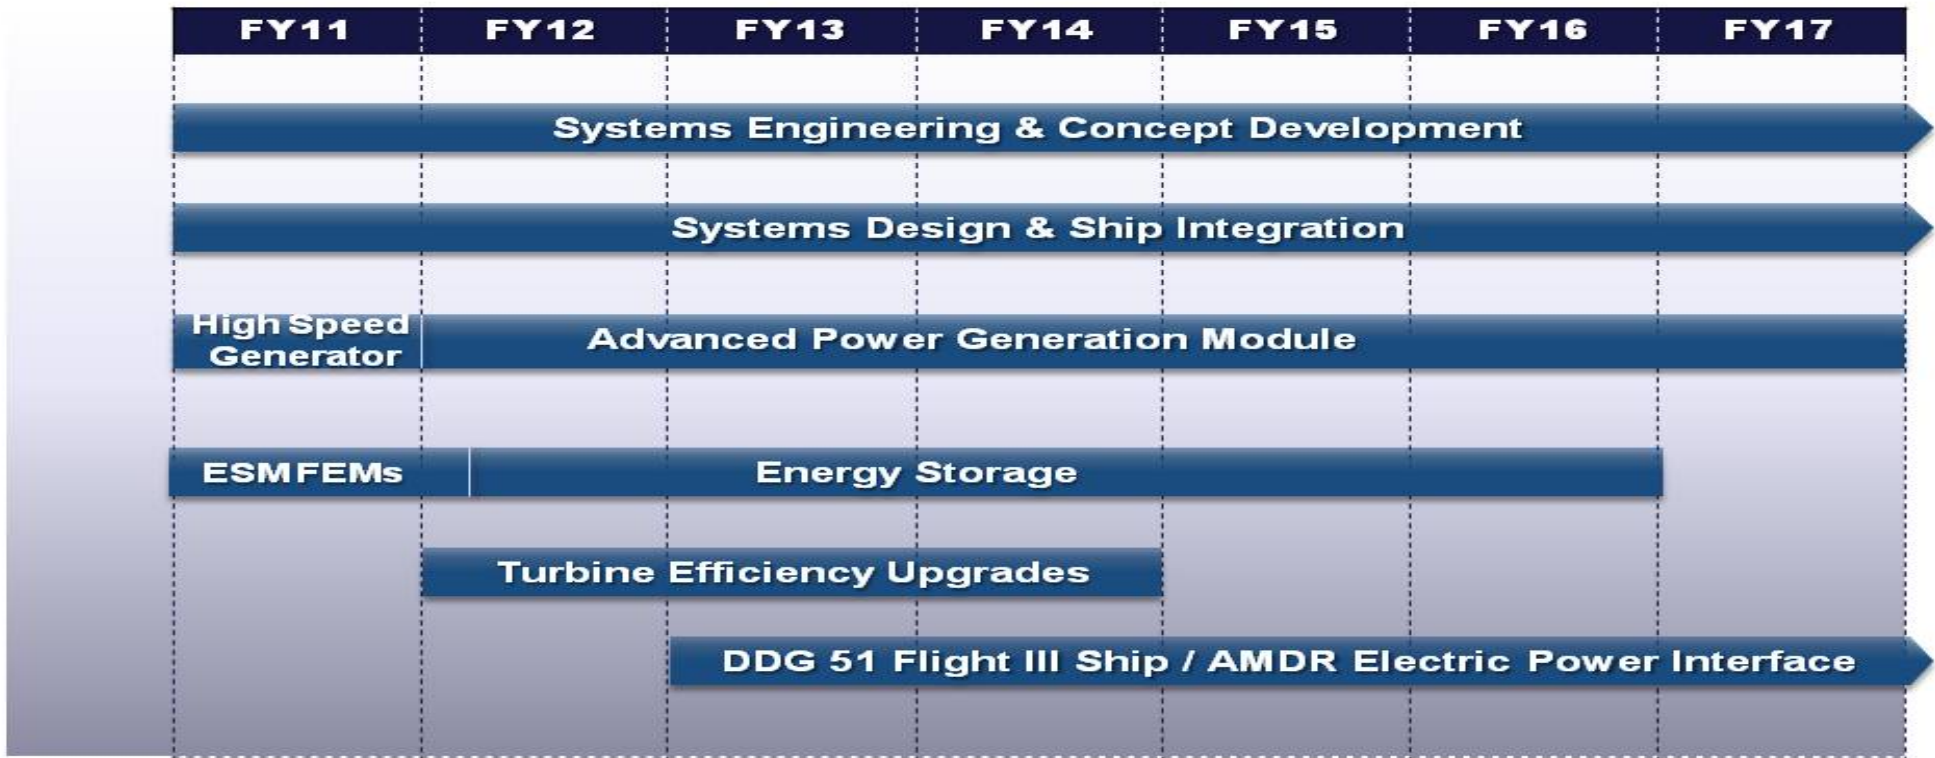 FY11 FY12 FY13 FY14 FY15 FY16 FY17
Systems Engineering & Concept Development
Systems Design & Ship Integration
High Speed
Generator
Advanced Power Generation Module
ESM FEMs
Energy Storage
Turbine Efficiency Upgrades
DDG 51 Flight III Ship / AMDR Electric Power Interface